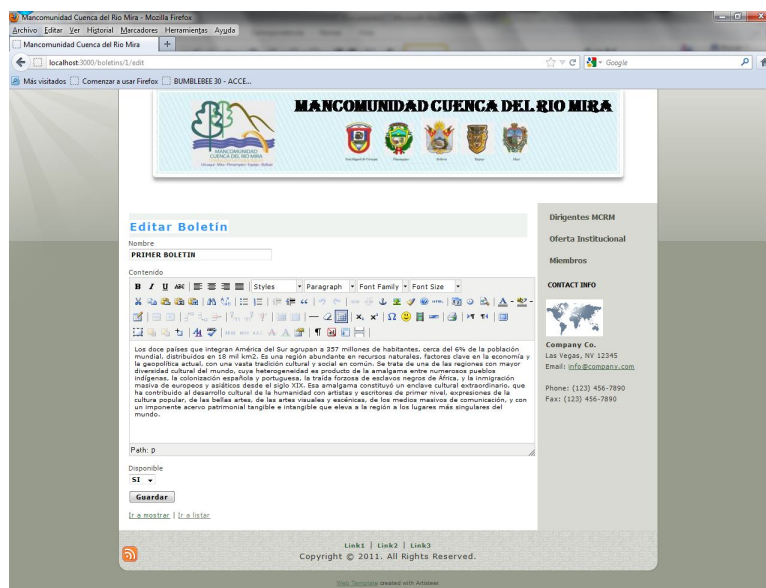 Mancomunidad Cuenca del Rio Mira - Mozilla Firefox
Archivo Editar Ver Historial Marcadores Herramientas Ayuda
Mancomunidad Cuenca del Rio Mira
localhost:3000/boletins/1/edit
Google
Más visitados Comenzar a usar Firefox BUMBLEBEE 30 - ACCE...
MANCOMUNIDAD CUENCA DEL RIO MIRA
MANCOMUNIDAD
CUENCA DEL RIO MIRA
Dirigentes MCRM
Oferta Institucional
Miembros
CONTACT INFO
Company Co.
Las Vegas, NV 12345
Email: info@company.com
Phone: (123) 456-7890
Fax: (123) 456-7890
Editar Boletín
Nombre
PRIMER BOLETIN
Contenido
B I U ABC Styles Paragraph Font Family Font Size
Los doce países que integran América del Sur agrupan a 357 millones de habitantes, cerca del 6% de la población
mundial, distribuidos en 18 mil km2. Es una región abundante en recursos naturales, factores clave en la economía y
la geopolítica actual, con una vasta tradición cultural y social en común. Se trata de una de las regiones con mayor
diversidad cultural del mundo, cuya heterogeneidad es producto de la amalgama entre numerosos pueblos
indígenas, la colonización española y portuguesa, la traída forzosa de esclavos negros de África, y la inmigración
masiva de europeos y asiáticos desde el siglo XIX. Esa amalgama constituyó un enclave cultural extraordinario, que
ha contribuido al desarrollo cultural de la humanidad con artistas y escritores de primer nivel, expresiones de la
cultura popular, de las bellas artes, de las artes visuales y escénicas, de los medios masivos de comunicación, y con
un imponente acervo patrimonial tangible e intangible que eleva a la región a los lugares más singulares del
mundo.
Path: p
Disponible
SI
Guardar
Ir a mostrar | Ir a listar
Link1 | Link2 | Link3
Copyright © 2011. All Rights Reserved.
Web Template created with Artisteer.